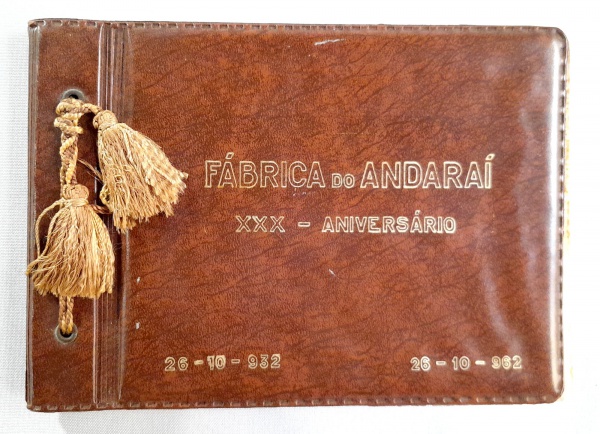 FÁBRICA DO ANDARAÍ
XXX - ANIVERSÁRIO
26-10-932 26-10-962